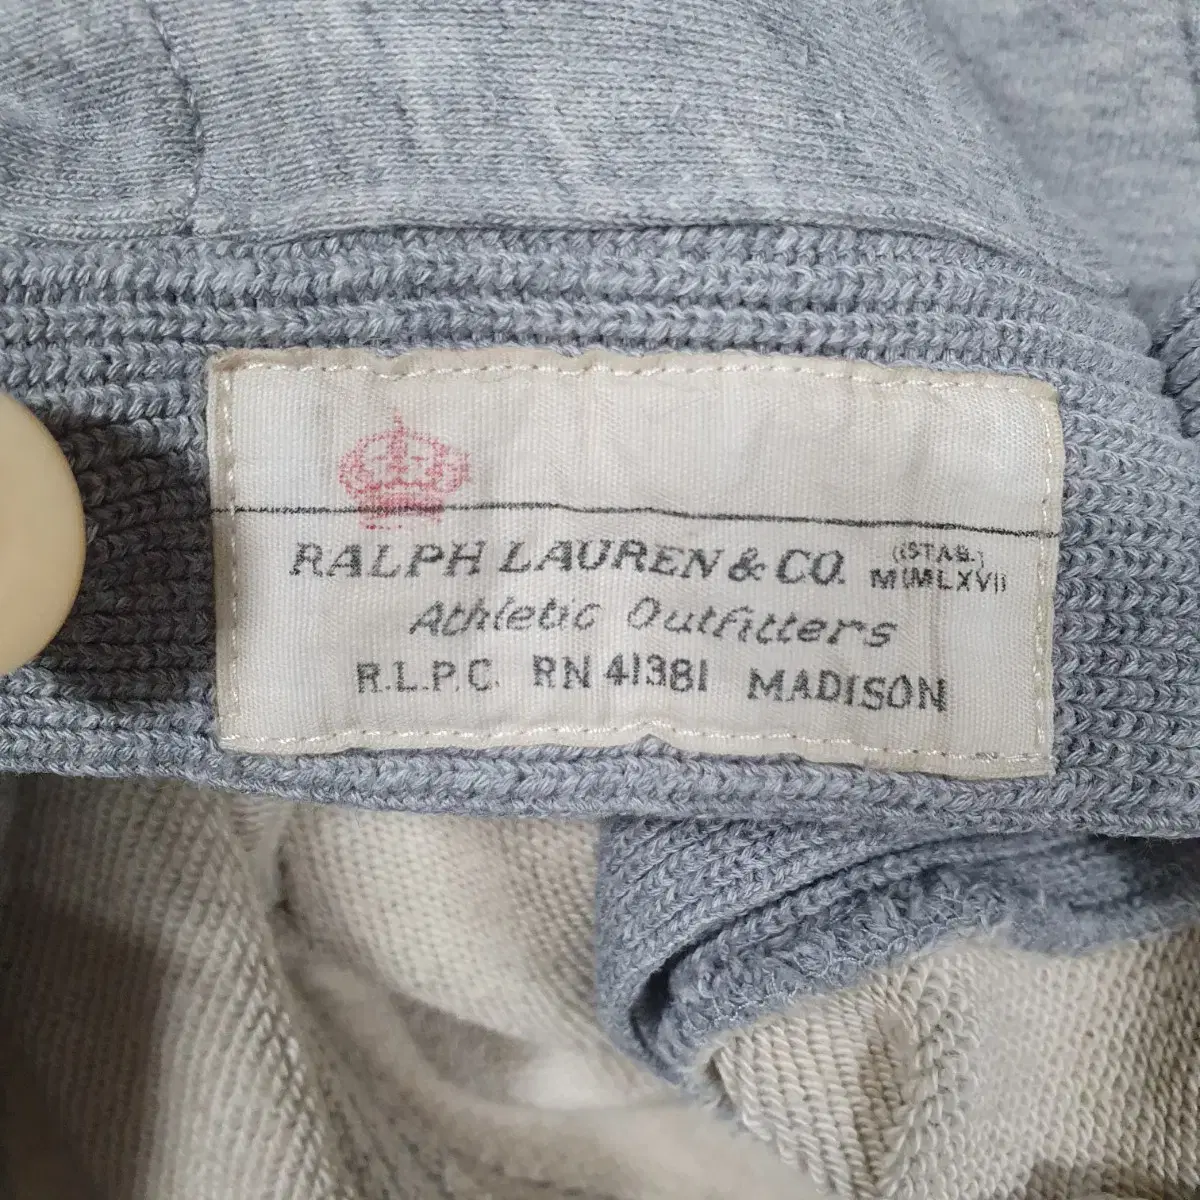 RALPH LAUREN & CO. (ESTAB.)
MCMLXVII
Athletic Outfitters
R.L.P.C. RN 41381 MADISON